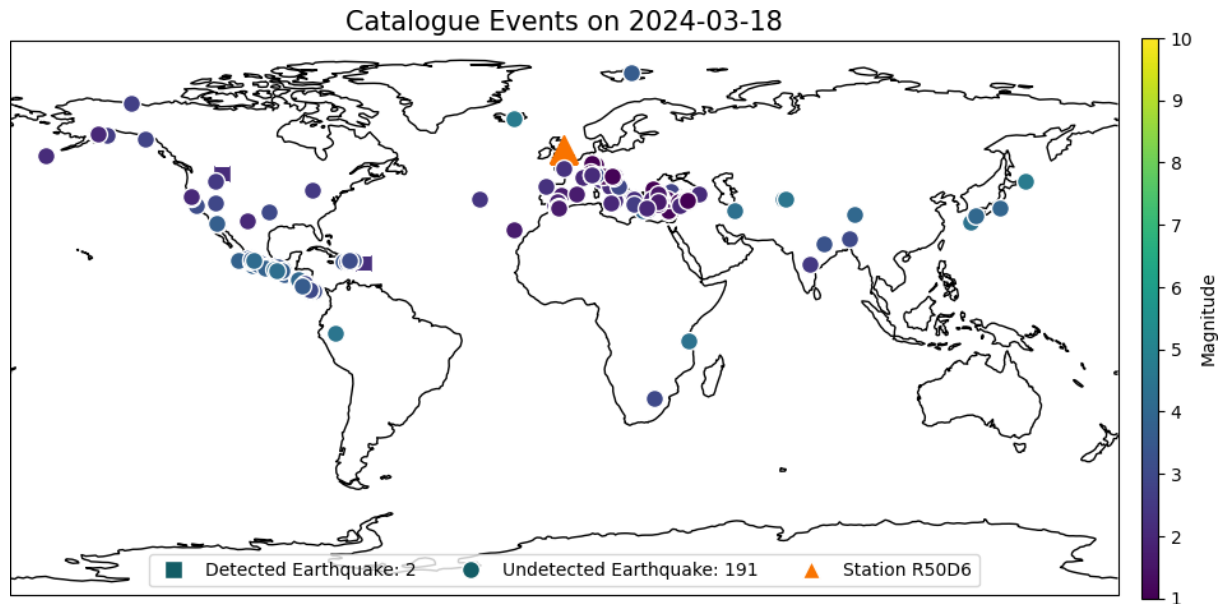 Catalogue Events on 2024-03-18
10
9
8
7
6
5
4
3
2
1
Magnitude
Detected Earthquake: 2
Undetected Earthquake: 191
Station R50D6